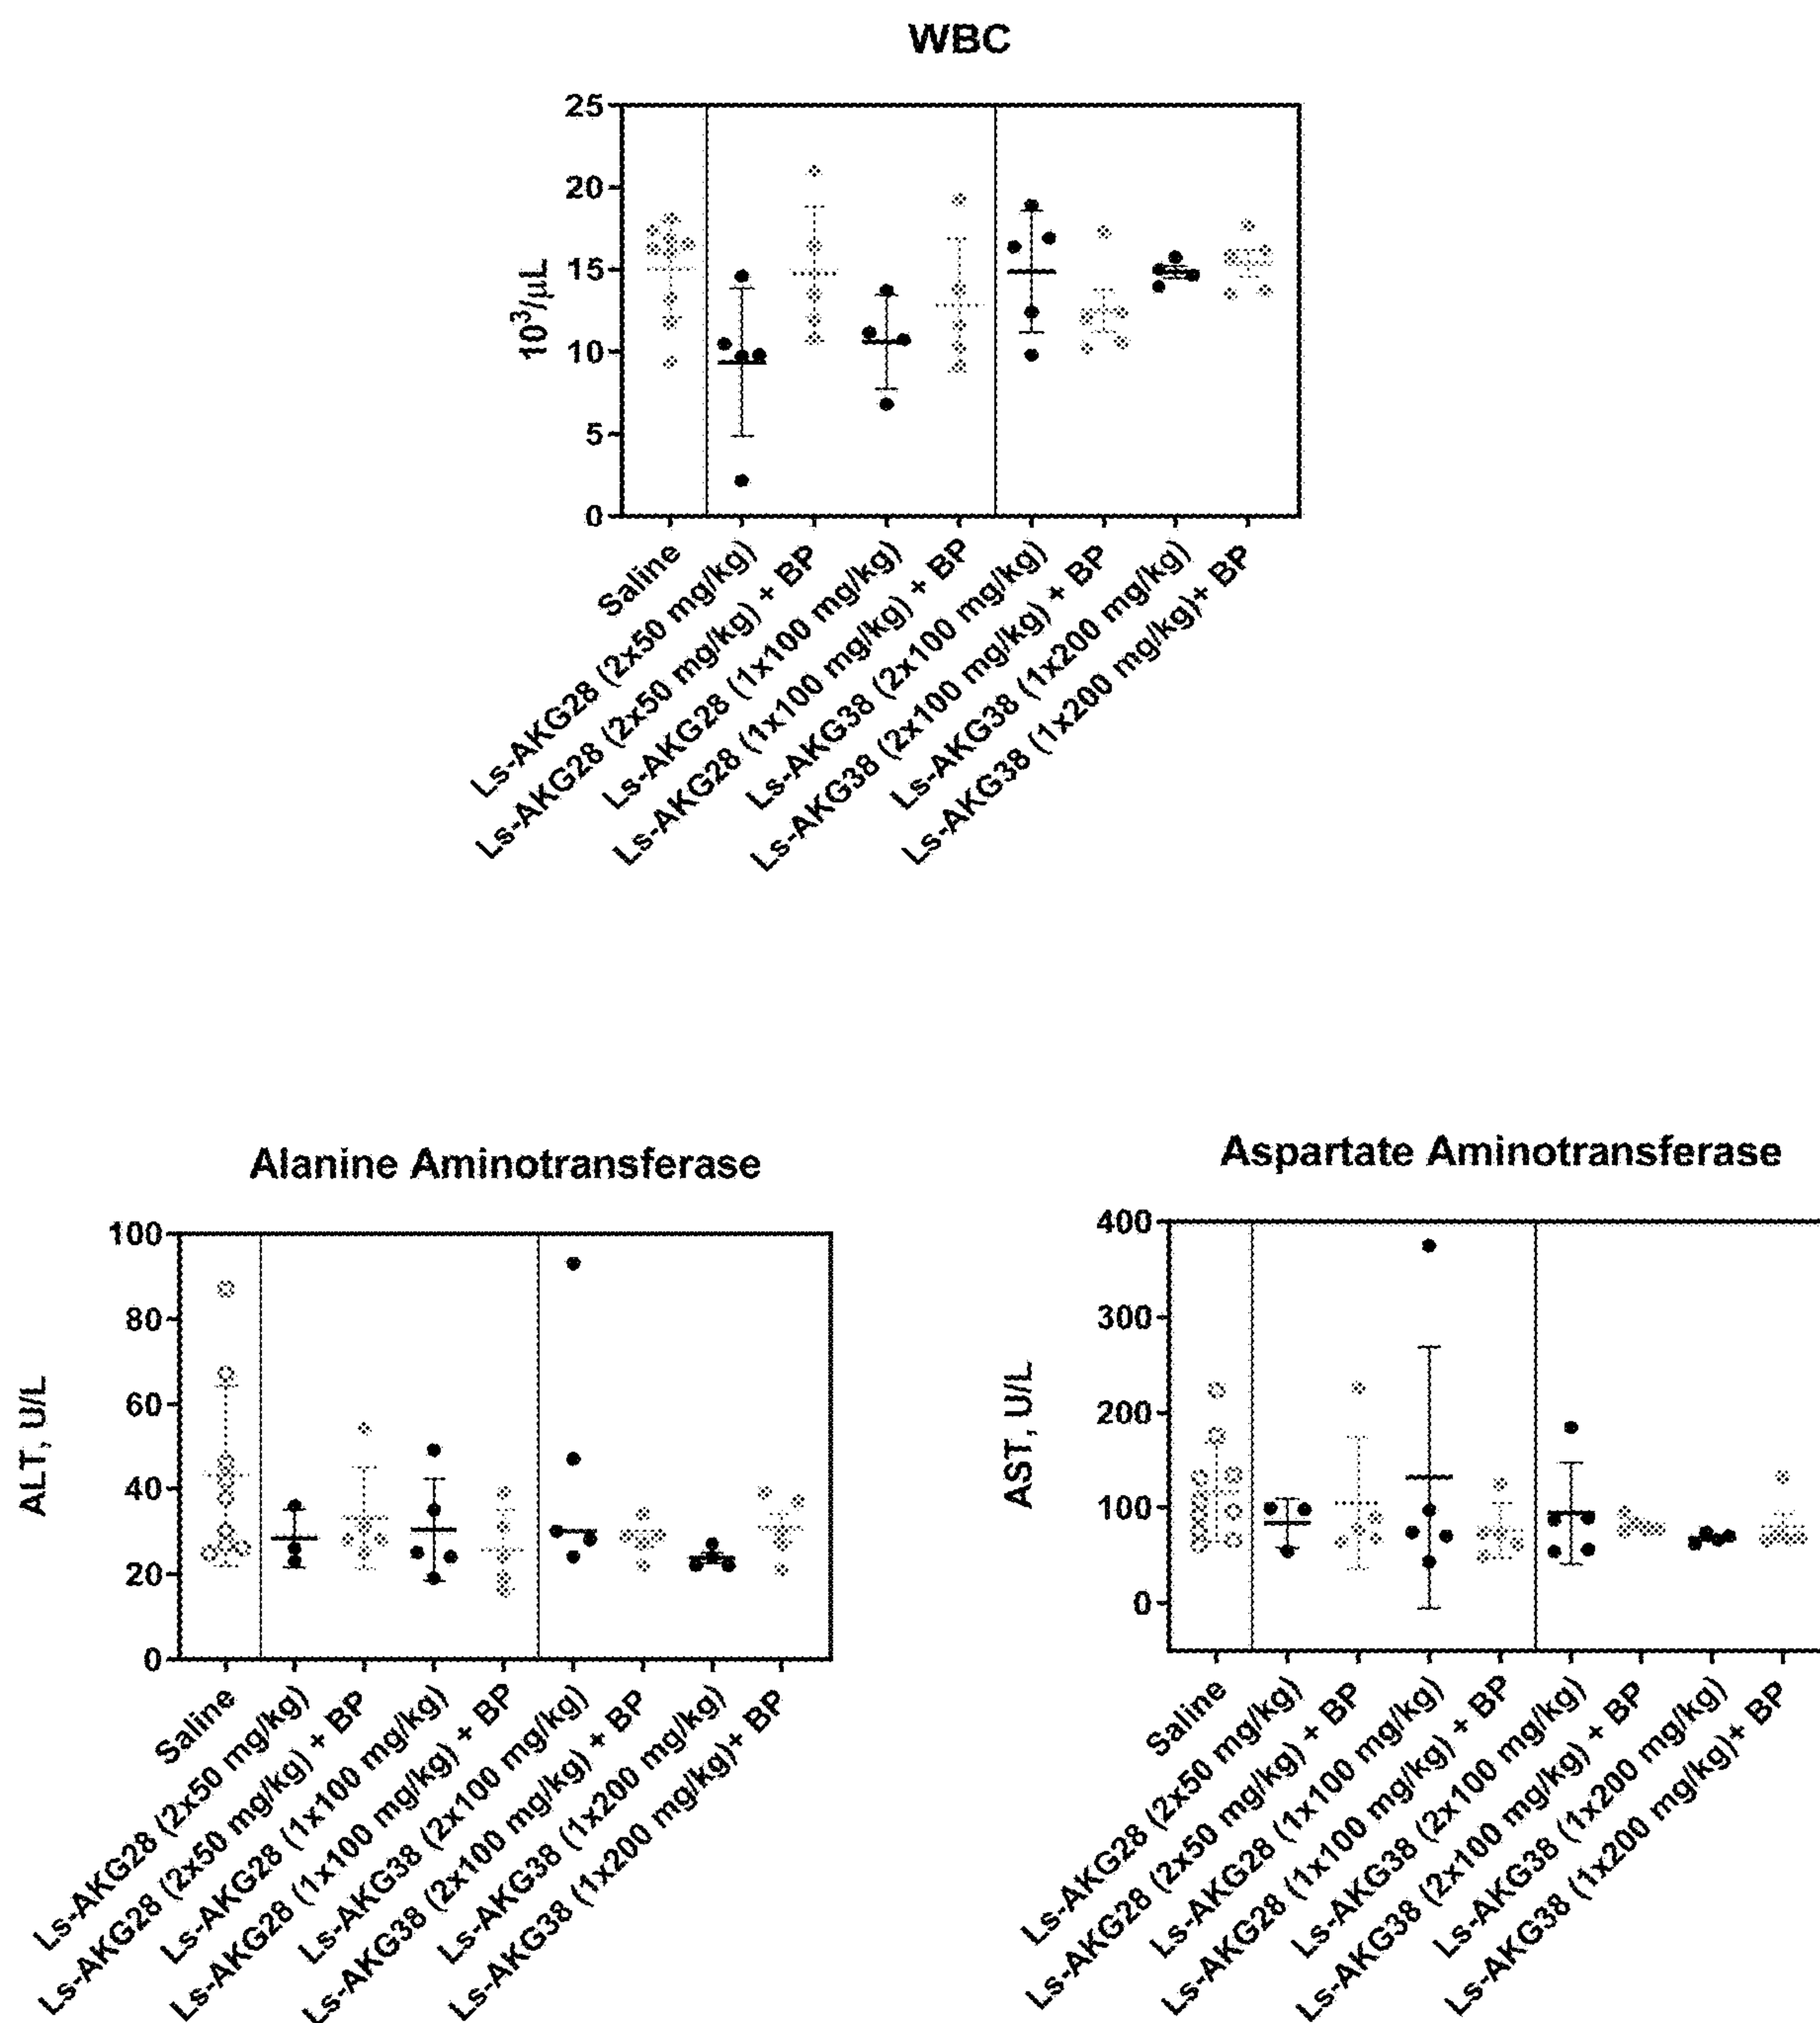 WBC
25
20
15
10
5
0
10³/µL
Saline
Ls-AKG28 (2x50 mg/kg)
Ls-AKG28 (2x50 mg/kg) + BP
Ls-AKG28 (1x100 mg/kg)
Ls-AKG28 (1x100 mg/kg) + BP
Ls-AKG38 (2x100 mg/kg)
Ls-AKG38 (2x100 mg/kg) + BP
Ls-AKG38 (1x200 mg/kg)
Ls-AKG38 (1x200 mg/kg)+ BP
Alanine Aminotransferase
100
80
60
40
20
0
ALT, U/L
Saline
Ls-AKG28 (2x50 mg/kg)
Ls-AKG28 (2x50 mg/kg) + BP
Ls-AKG28 (1x100 mg/kg)
Ls-AKG28 (1x100 mg/kg) + BP
Ls-AKG38 (2x100 mg/kg)
Ls-AKG38 (2x100 mg/kg) + BP
Ls-AKG38 (1x200 mg/kg)
Ls-AKG38 (1x200 mg/kg)+ BP
Aspartate Aminotransferase
400
300
200
100
0
AST, U/L
Saline
Ls-AKG28 (2x50 mg/kg)
Ls-AKG28 (2x50 mg/kg) + BP
Ls-AKG28 (1x100 mg/kg)
Ls-AKG28 (1x100 mg/kg) + BP
Ls-AKG38 (2x100 mg/kg)
Ls-AKG38 (2x100 mg/kg) + BP
Ls-AKG38 (1x200 mg/kg)
Ls-AKG38 (1x200 mg/kg)+ BP